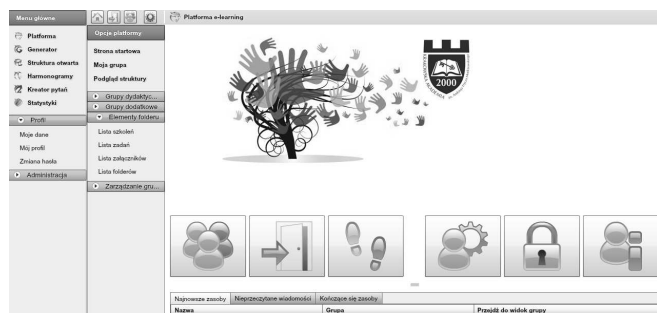 Menu główne
Platforma
Generator
Struktura otwarta
Harmonogramy
Kreator pytań
Statystyki
Profil
Moje dane
Mój profil
Zmiana hasła
Administracja
Opcje platformy
Strona startowa
Moja grupa
Podgląd struktury
Grupy dydaktyc...
Grupy dodatkowe
Elementy folderu
Lista szkoleń
Lista zadań
Lista załączników
Lista folderów
Zarządzanie gru...
Platforma e-learning
2000
Najnowsze zasoby
Nieprzeczytane wiadomości
Kończące się zasoby
Nazwa
Grupa
Przejdź do widok grupy